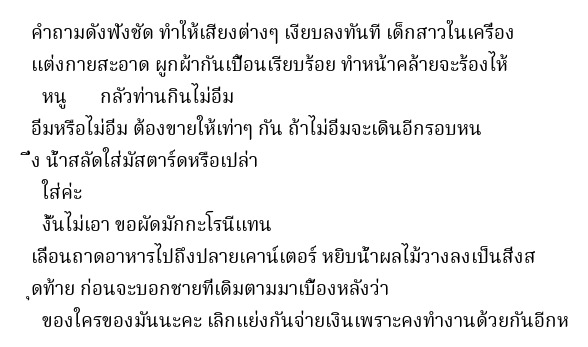 คำถามดังฟังชัด ทำให้เสียงต่างๆ เงียบลงทันที เด็กสาวในเครื่อง
แต่งกายสะอาด ผูกผ้ากันเปื้อนเรียบร้อย ทำหน้าคล้ายจะร้องไห้
หนู กลัวท่านกินไม่อิ่ม
อิ่มหรือไม่อิ่ม ต้องขายให้เท่าๆ กัน ถ้าไม่อิ่มจะเดินอีกรอบหน
ึ่ง น้ำสลัดใส่มัสตาร์ดหรือเปล่า
ใส่ค่ะ
งั้นไม่เอา ขอผัดมักกะโรนีแทน
เลื่อนถาดอาหารไปถึงปลายเคาน์เตอร์ หยิบน้ำผลไม้วางลงเป็นสิ่งส
ุดท้าย ก่อนจะบอกชายที่เดิมตามมาเบื้องหลังว่า
ของใครของมันนะคะ เลิกแย่งกันจ่ายเงินเพราะคงทำงานด้วยกันอีกห